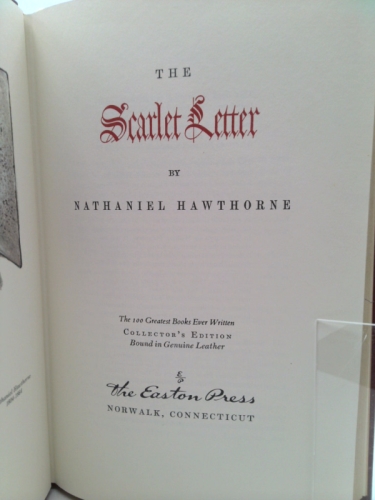 THE
Scarlet Letter
BY
NATHANIEL HAWTHORNE
The 100 Greatest Books Ever Written
COLLECTOR'S EDITION
Bound in Genuine Leather
E
P
The Easton Press
NORWALK, CONNECTICUT